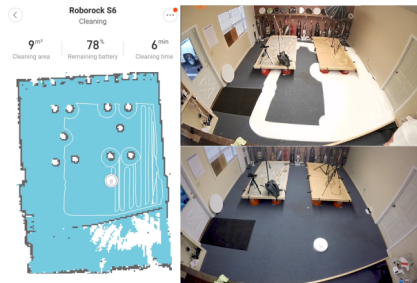 Roborock S6
Cleaning
9m² 78% 6min
Cleaning area Remaining battery Cleaning time